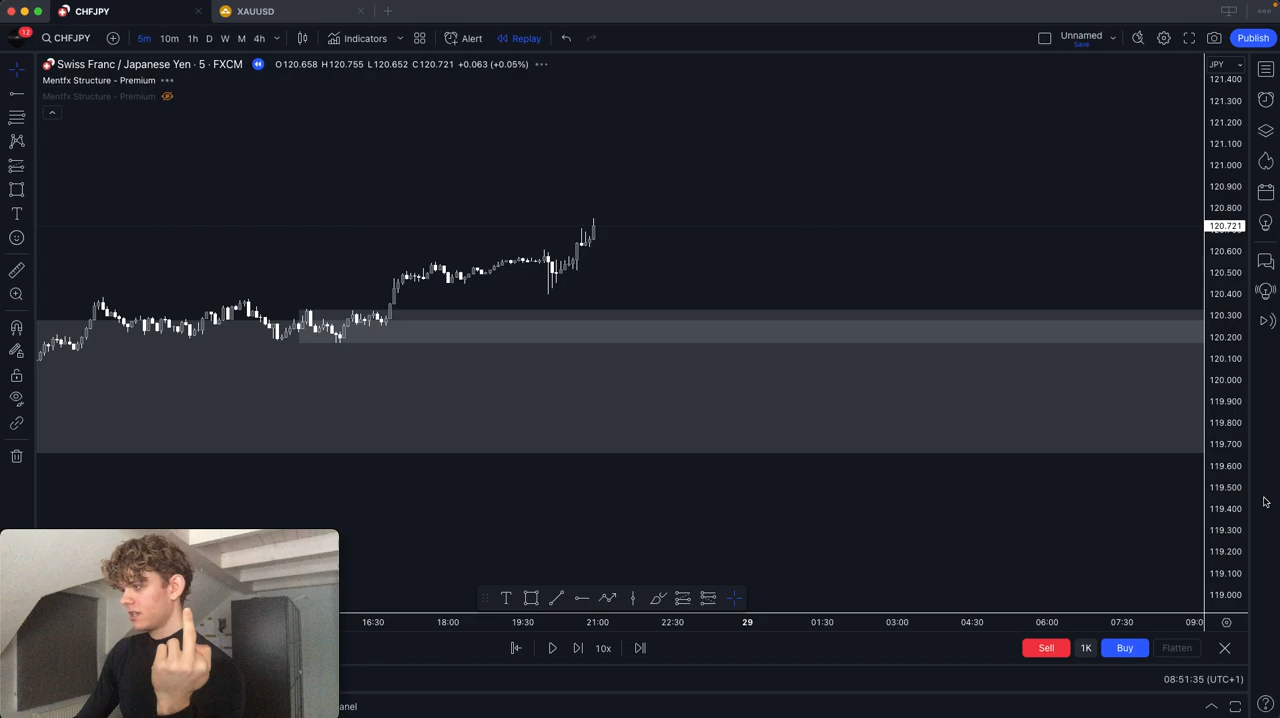 CHFJPY
XAUUSD
12
CHFJPY
5m
10m
1h
D
W
M
4h
Indicators
Alert
Replay
Unnamed
Save
Publish
Swiss Franc / Japanese Yen · 5 · FXCM
O120.658 H120.755 L120.652 C120.721 +0.063 (+0.05%)
Mentfx Structure - Premium
Mentfx Structure - Premium
JPY
121.400
121.300
121.200
121.100
121.000
120.900
120.800
120.721
120.600
120.500
120.400
120.300
120.200
120.100
120.000
119.900
119.800
119.700
119.600
119.500
119.400
119.300
119.200
119.100
119.000
16:30
18:00
19:30
21:00
22:30
29
01:30
03:00
04:30
06:00
07:30
09:0
10x
Sell
1K
Buy
Flatten
08:51:35 (UTC+1)
anel